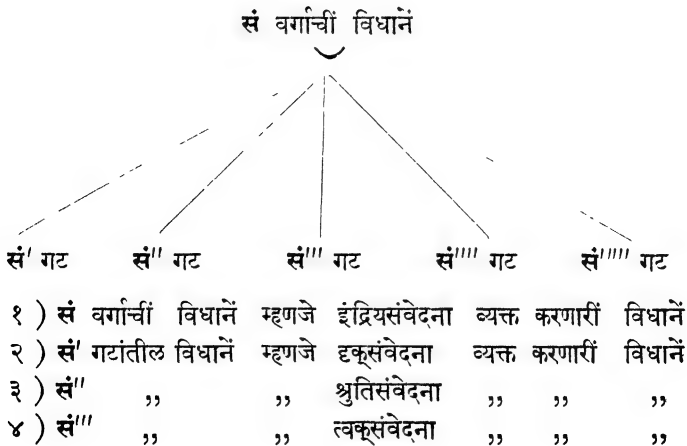 सं वर्गाचीं विधानें
सं' गट सं'' गट सं''' गट सं'''' गट सं''''' गट
१ ) सं वर्गाचीं विधानें म्हणजे इंद्रियसंवेदना व्यक्त करणारीं विधानें
२ ) सं' गटांतील विधानें म्हणजे दृक्संवेदना व्यक्त करणारीं विधानें
३ ) सं'' ,, ,, श्रुतिसंवेदना ,, ,, ,,
४ ) सं''' ,, ,, त्वक्संवेदना ,, ,, ,,